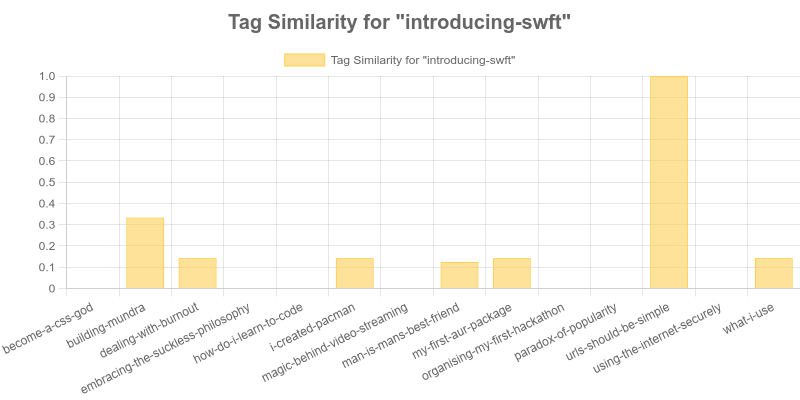 Tag Similarity for "introducing-swft"
Tag Similarity for "introducing-swft"
1.0
0.9
0.8
0.7
0.6
0.5
0.4
0.3
0.2
0.1
0
become-a-css-god
building-mundra
dealing-with-burnout
embracing-the-suckless-philosophy
how-do-i-learn-to-code
i-created-pacman
magic-behind-video-streaming
man-is-mans-best-friend
my-first-aur-package
organising-my-first-hackathon
paradox-of-popularity
urls-should-be-simple
using-the-internet-securely
what-i-use